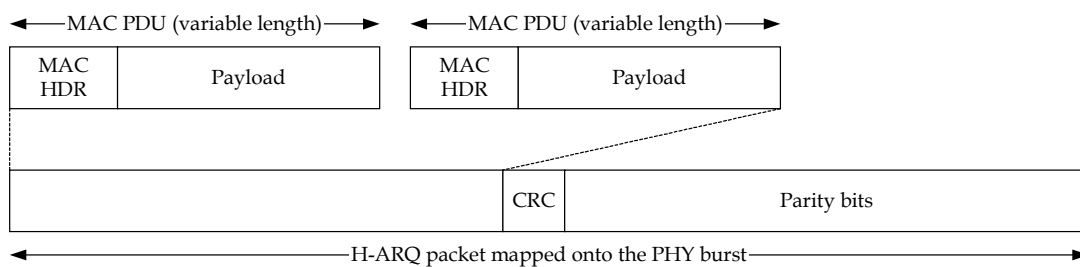 MAC PDU (variable length) MAC PDU (variable length)
MAC HDR Payload MAC HDR Payload
CRC Parity bits
H-ARQ packet mapped onto the PHY burst